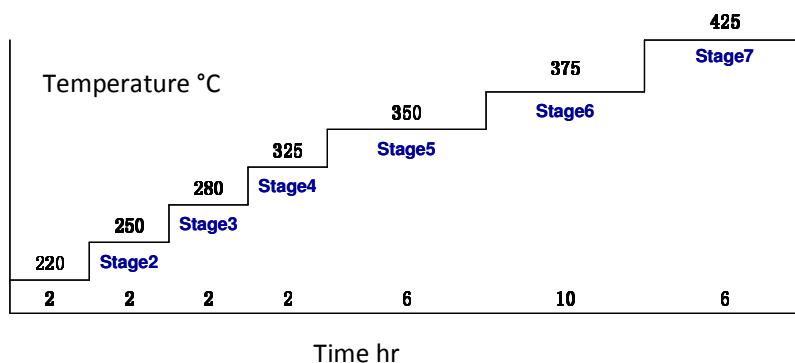 425
Stage7
375
Temperature °C
Stage6
350
Stage5
325
Stage4
280
Stage3
250
Stage2
220
2 2 2 2 6 10 6
Time hr